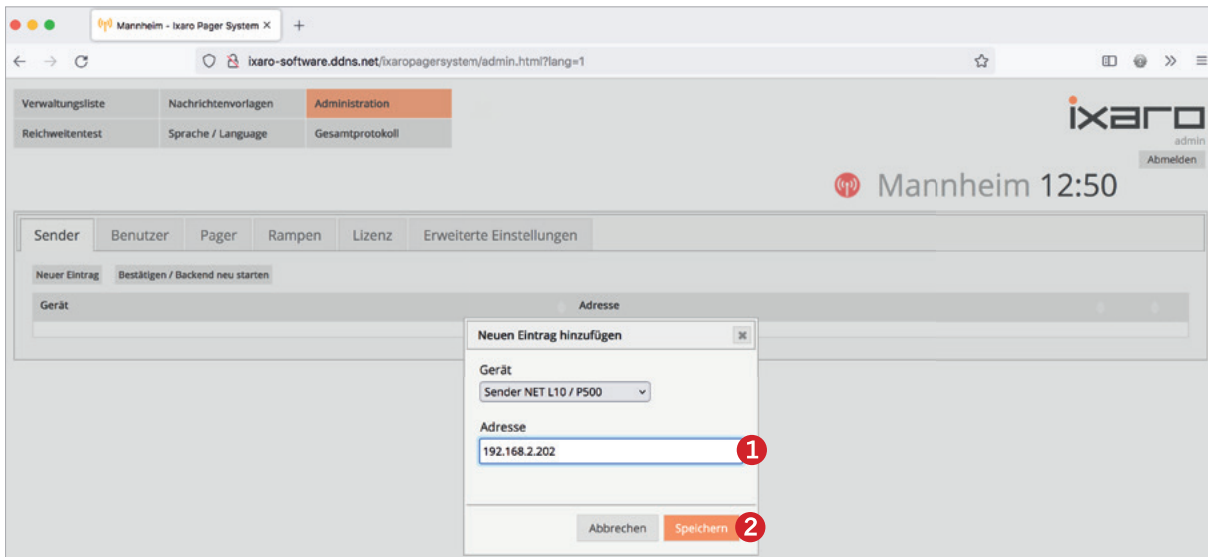 Mannheim - Ixaro Pager System
ixaro-software.ddns.net/ixaropagersystem/admin.html?lang=1
Verwaltungsliste Nachrichtenvorlagen Administration
Reichweitentest Sprache / Language Gesamtprotokoll
ixaro
admin
Abmelden
Mannheim 12:50
Sender Benutzer Pager Rampen Lizenz Erweiterte Einstellungen
Neuer Eintrag Bestätigen / Backend neu starten
Gerät Adresse
Neuen Eintrag hinzufügen
Gerät
Sender NET L10 / P500
Adresse
192.168.2.202 1
Abbrechen Speichern 2